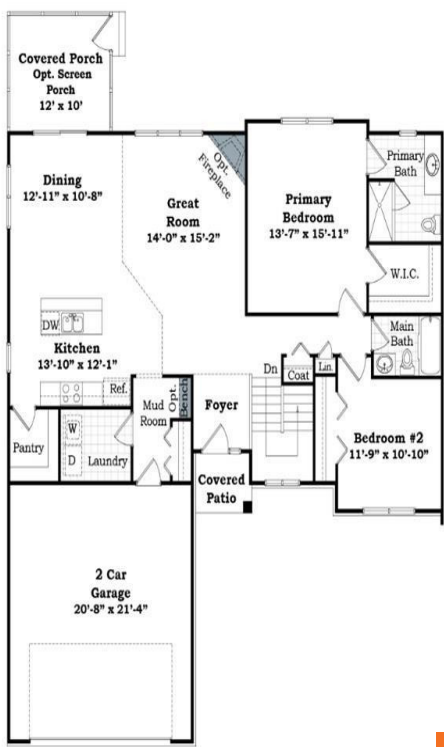 Covered Porch
Opt. Screen
Porch
12' x 10'
Dining
12'-11" x 10'-8"
Opt.
Fireplace
Great
Room
14'-0 x 15'-2"
Primary
Bedroom
13'-7" x 15'-11"
Primary
Bath
W.I.C.
DW
Kitchen
13'-10" x 12'-1"
Ref.
Main
Bath
Dn
Coat
Lin.
Mud
Room
Opt.
Bench
Foyer
Pantry
W
D
Laundry
Bedroom #2
11'-9" x 10'-10"
Covered
Patio
2 Car
Garage
20'-8" x 21'-4"